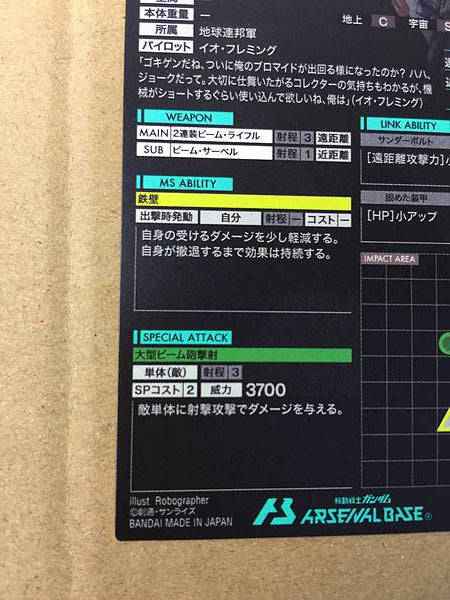 本体重量 —
地上 C 宇宙 S
所属 地球連邦軍
パイロット イオ・フレミング
「ゴキゲンだね、ついに俺のブロマイドが出回る様になったのか? ハハ、
ジョークだって。大切に仕舞いたがるコレクターの気持ちもわかるが、機
械がショートするぐらい使い込んで欲しいね、俺は」(イオ・フレミング)
WEAPON
MAIN 2連装ビーム・ライフル 射程 3 遠距離
SUB ビーム・サーベル 射程 1 近距離
MS ABILITY
鉄壁
出撃時発動 自分 射程 — コスト —
自身の受けるダメージを少し軽減する。
自身が撤退するまで効果は持続する。
SPECIAL ATTACK
大型ビーム砲撃射
単体(敵) 射程 3
SPコスト 2 威力 3700
敵単体に射撃攻撃でダメージを与える。
LINK ABILITY
サンダーボルト
[遠距離攻撃力]小
固めた装甲
[HP]小アップ
IMPACT AREA
illust Robographer
©創通・サンライズ
BANDAI MADE IN JAPAN
機動戦士ガンダム
ARSENAL BASE